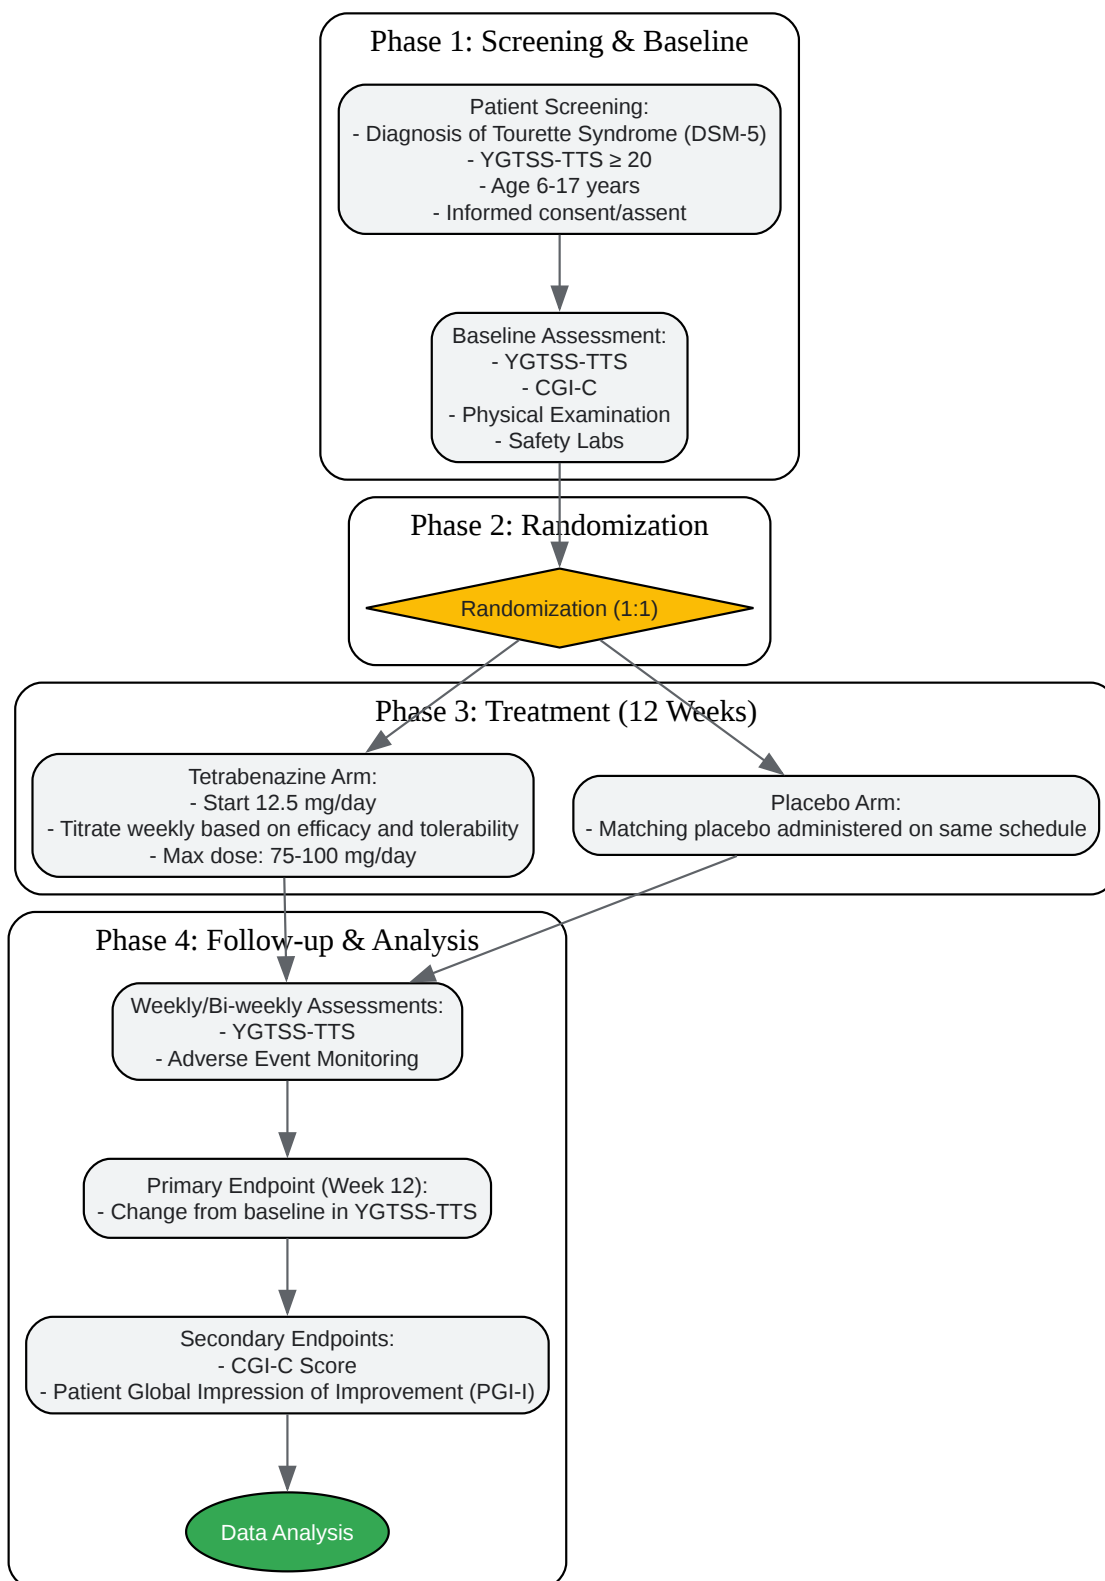 Phase 1: Screening & Baseline
Patient Screening:
- Diagnosis of Tourette Syndrome (DSM-5)
- YGTSS-TTS ≥ 20
- Age 6-17 years
- Informed consent/assent
Baseline Assessment:
- YGTSS-TTS
- CGI-C
- Physical Examination
- Safety Labs
Phase 2: Randomization
Randomization (1:1)
Phase 3: Treatment (12 Weeks)
Tetrabenazine Arm:
- Start 12.5 mg/day
- Titrate weekly based on efficacy and tolerability
- Max dose: 75-100 mg/day
Placebo Arm:
- Matching placebo administered on same schedule
Phase 4: Follow-up & Analysis
Weekly/Bi-weekly Assessments:
- YGTSS-TTS
- Adverse Event Monitoring
Primary Endpoint (Week 12):
- Change from baseline in YGTSS-TTS
Secondary Endpoints:
- CGI-C Score
- Patient Global Impression of Improvement (PGI-I)
Data Analysis